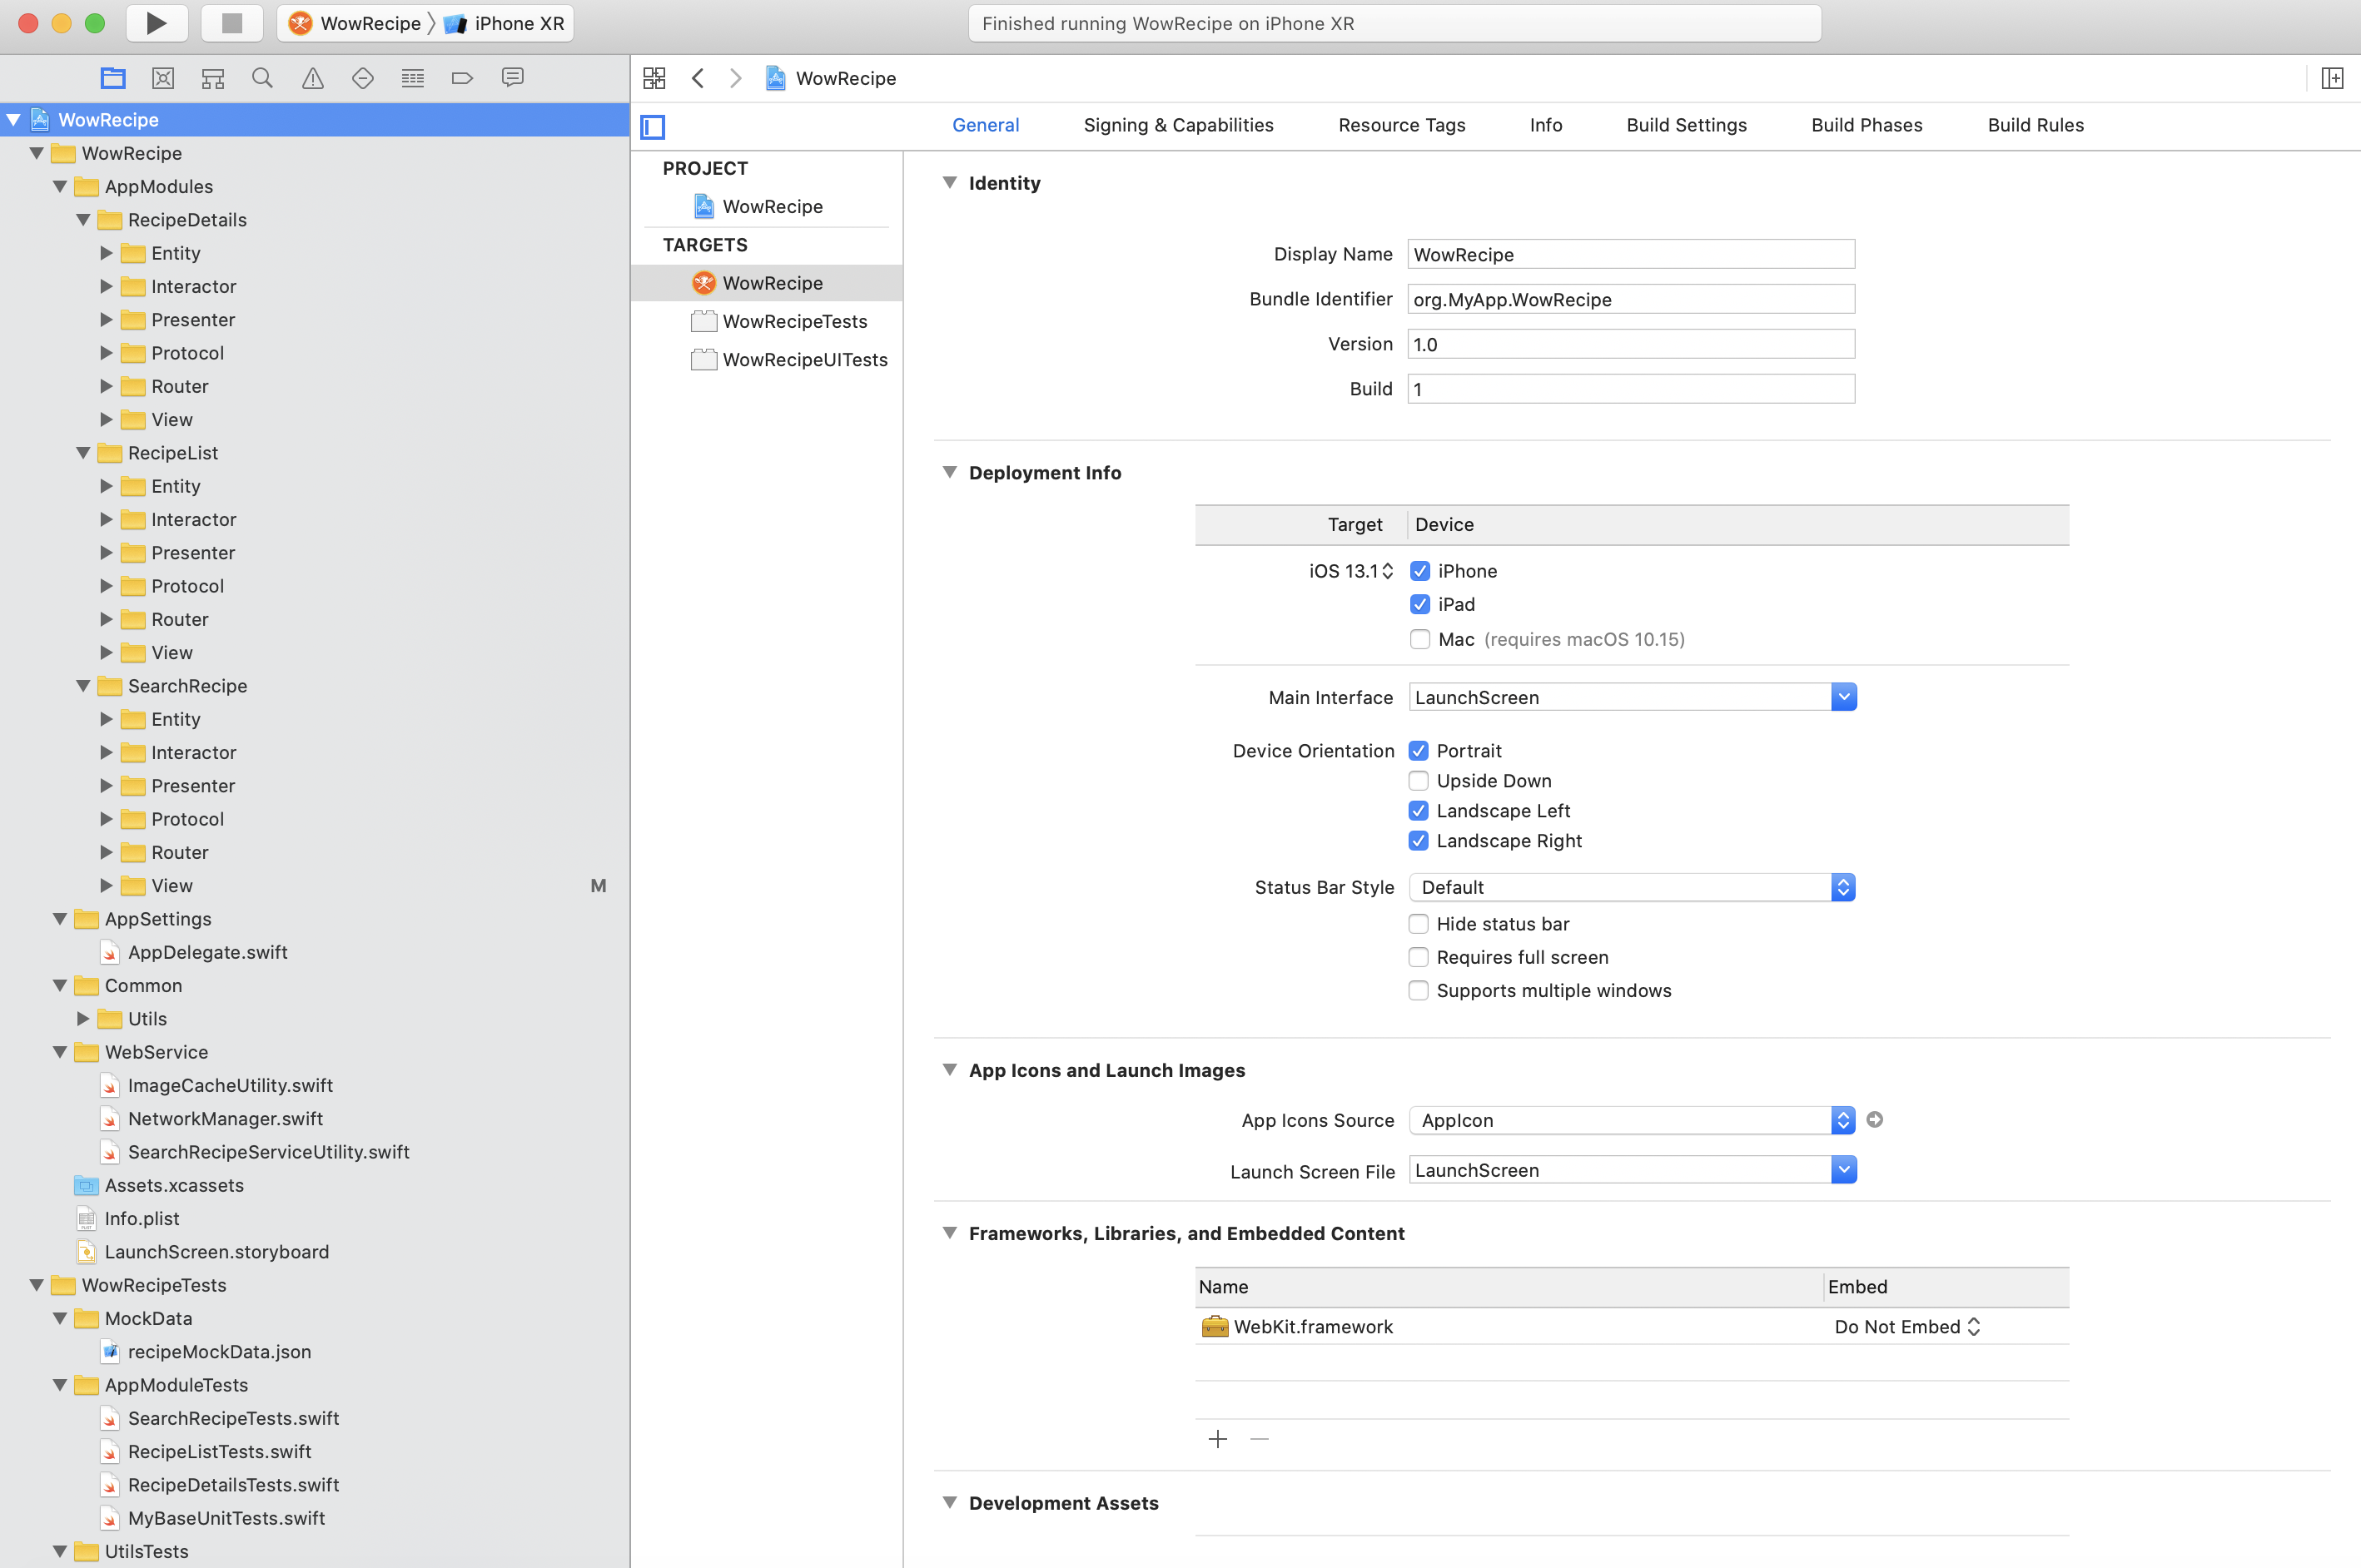 WowRecipe iPhone XR
Finished running WowRecipe on iPhone XR
WowRecipe
WowRecipe
AppModules
RecipeDetails
Entity
Interactor
Presenter
Protocol
Router
View
RecipeList
Entity
Interactor
Presenter
Protocol
Router
View
SearchRecipe
Entity
Interactor
Presenter
Protocol
Router
View M
AppSettings
AppDelegate.swift
Common
Utils
WebService
ImageCacheUtility.swift
NetworkManager.swift
SearchRecipeServiceUtility.swift
Assets.xcassets
Info.plist
LaunchScreen.storyboard
WowRecipeTests
MockData
recipeMockData.json
AppModuleTests
SearchRecipeTests.swift
RecipeListTests.swift
RecipeDetailsTests.swift
MyBaseUnitTests.swift
UtilsTests
WowRecipe
General Signing & Capabilities Resource Tags Info Build Settings Build Phases Build Rules
PROJECT
WowRecipe
TARGETS
WowRecipe
WowRecipeTests
WowRecipeUITests
Identity
Display Name WowRecipe
Bundle Identifier org.MyApp.WowRecipe
Version 1.0
Build 1
Deployment Info
Target Device
iOS 13.1 iPhone
iPad
Mac (requires macOS 10.15)
Main Interface LaunchScreen
Device Orientation Portrait
Upside Down
Landscape Left
Landscape Right
Status Bar Style Default
Hide status bar
Requires full screen
Supports multiple windows
App Icons and Launch Images
App Icons Source AppIcon
Launch Screen File LaunchScreen
Frameworks, Libraries, and Embedded Content
Name Embed
WebKit.framework Do Not Embed
Development Assets